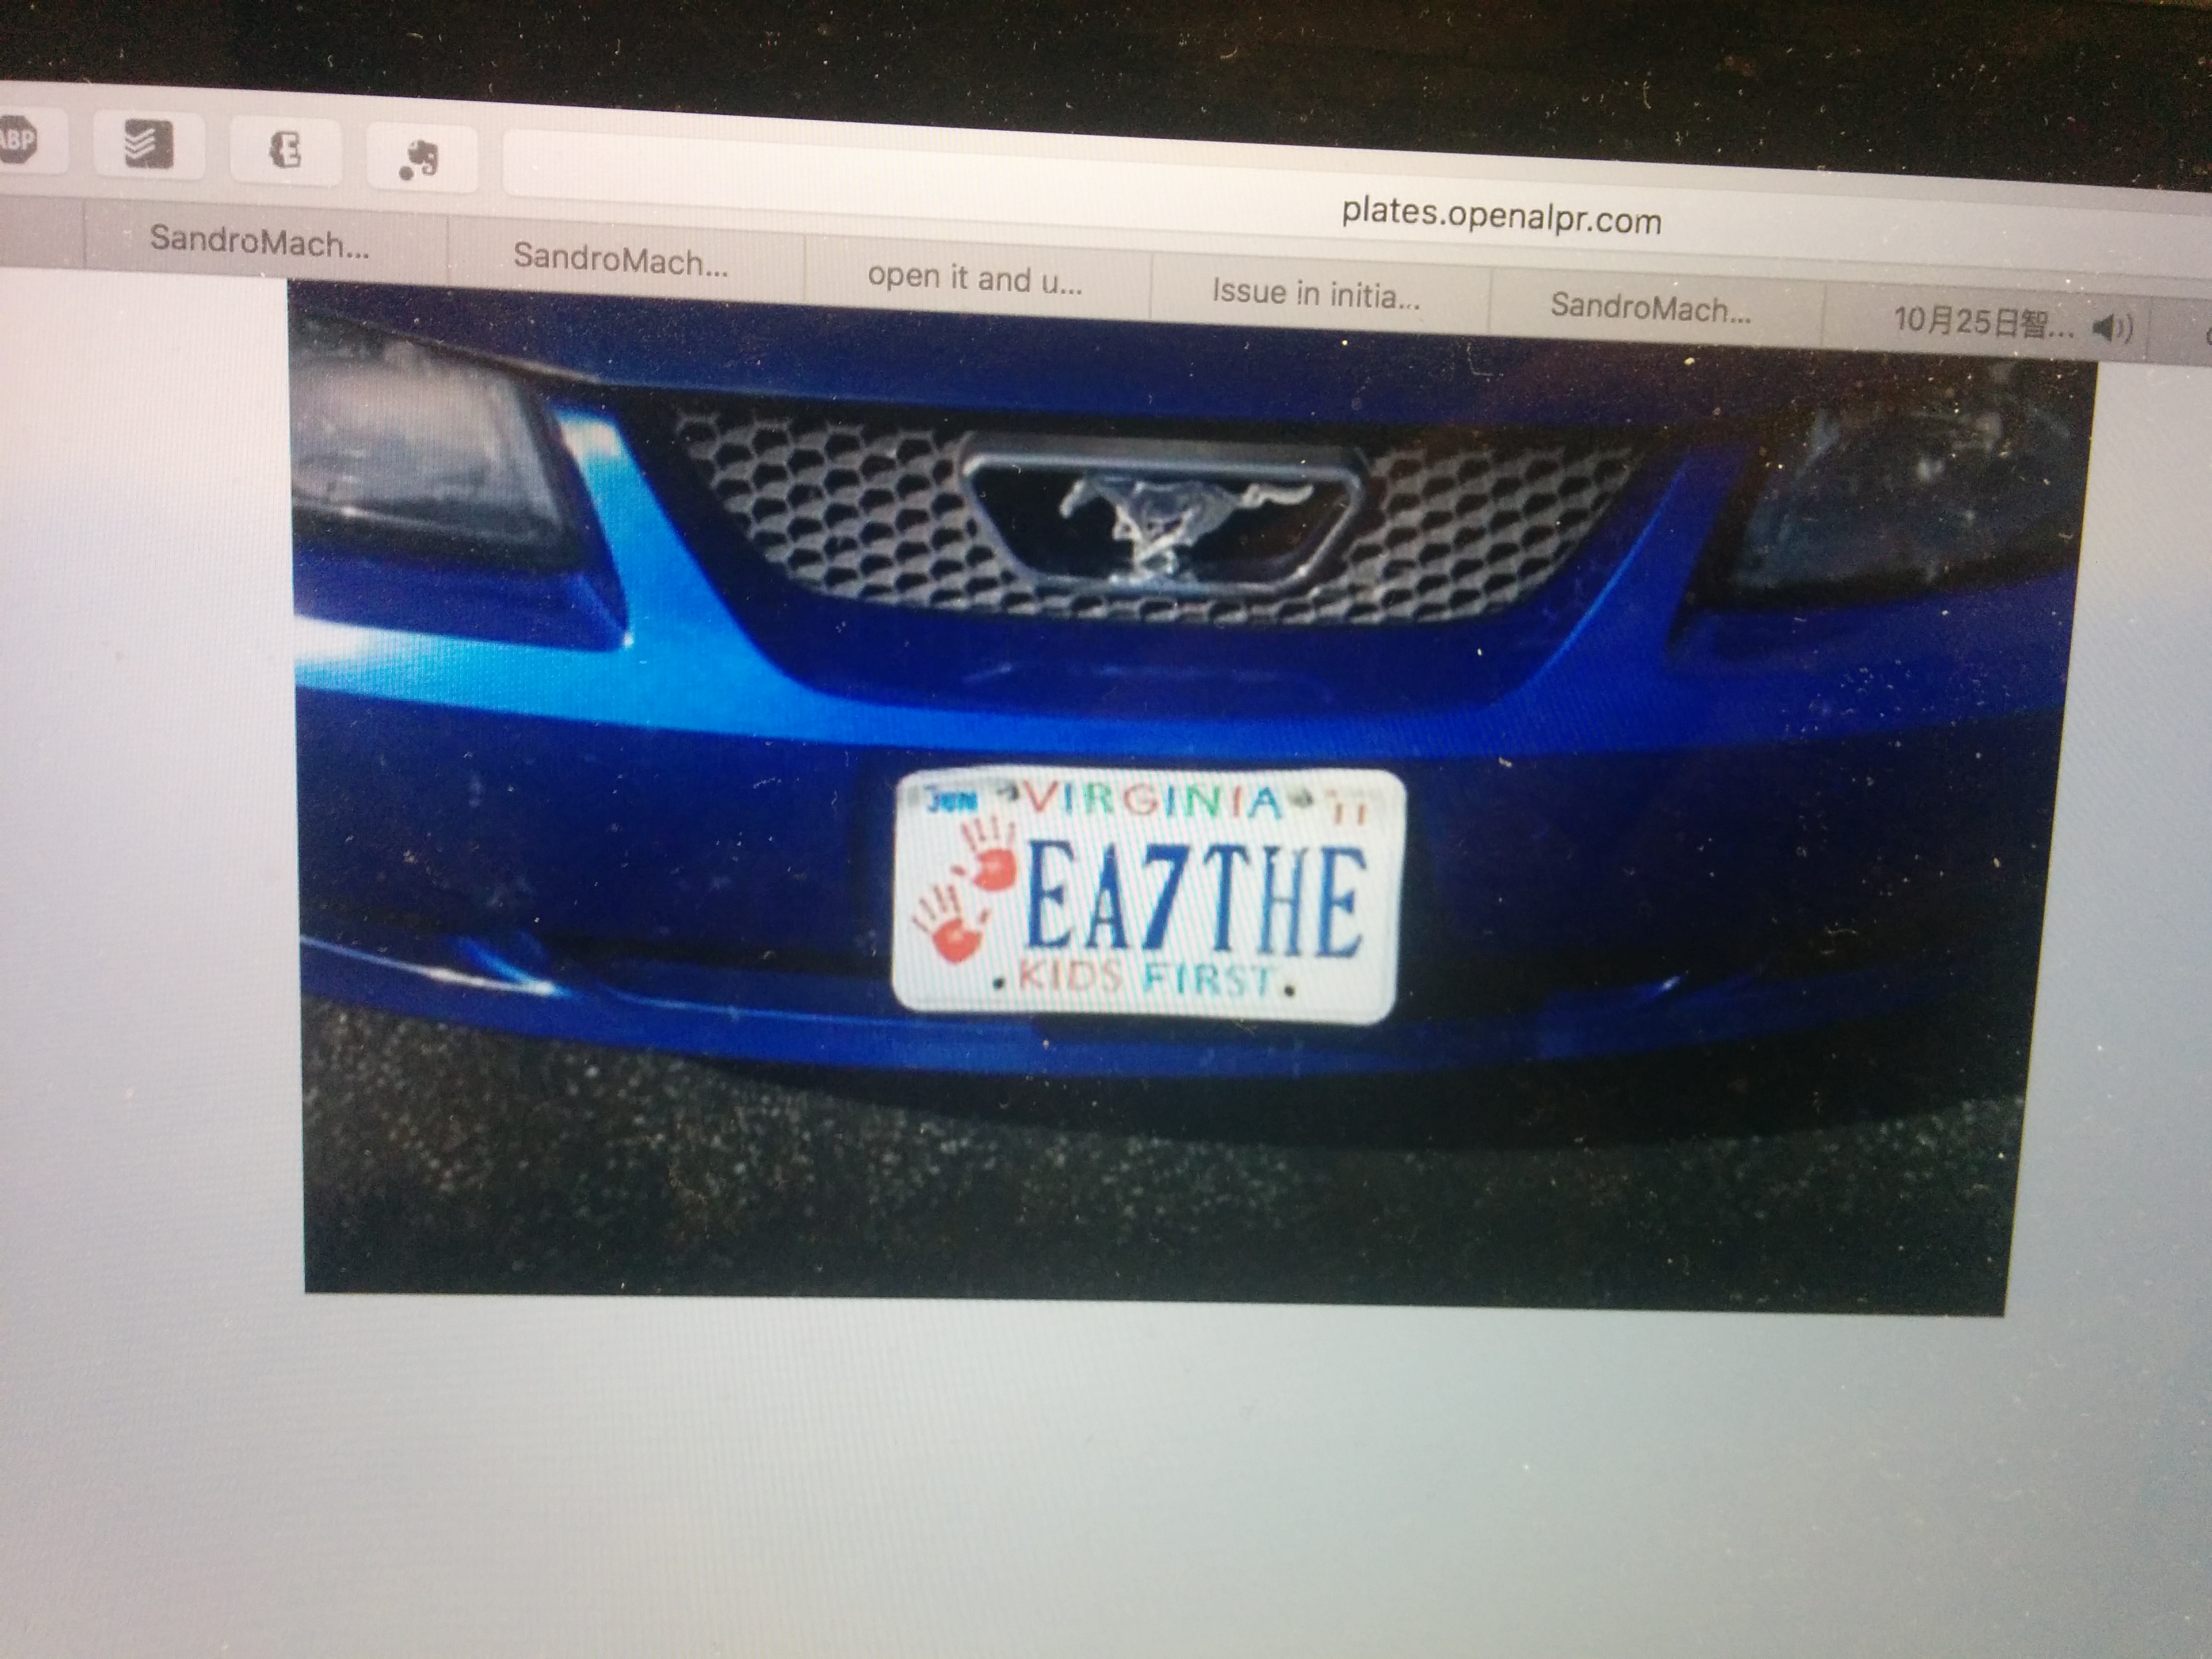 ABP
plates.openalpr.com
SandroMach...
SandroMach...
open it and u...
Issue in initia...
SandroMach...
10月25日智...
JUN VIRGINIA 11
EA7THE
KIDS FIRST